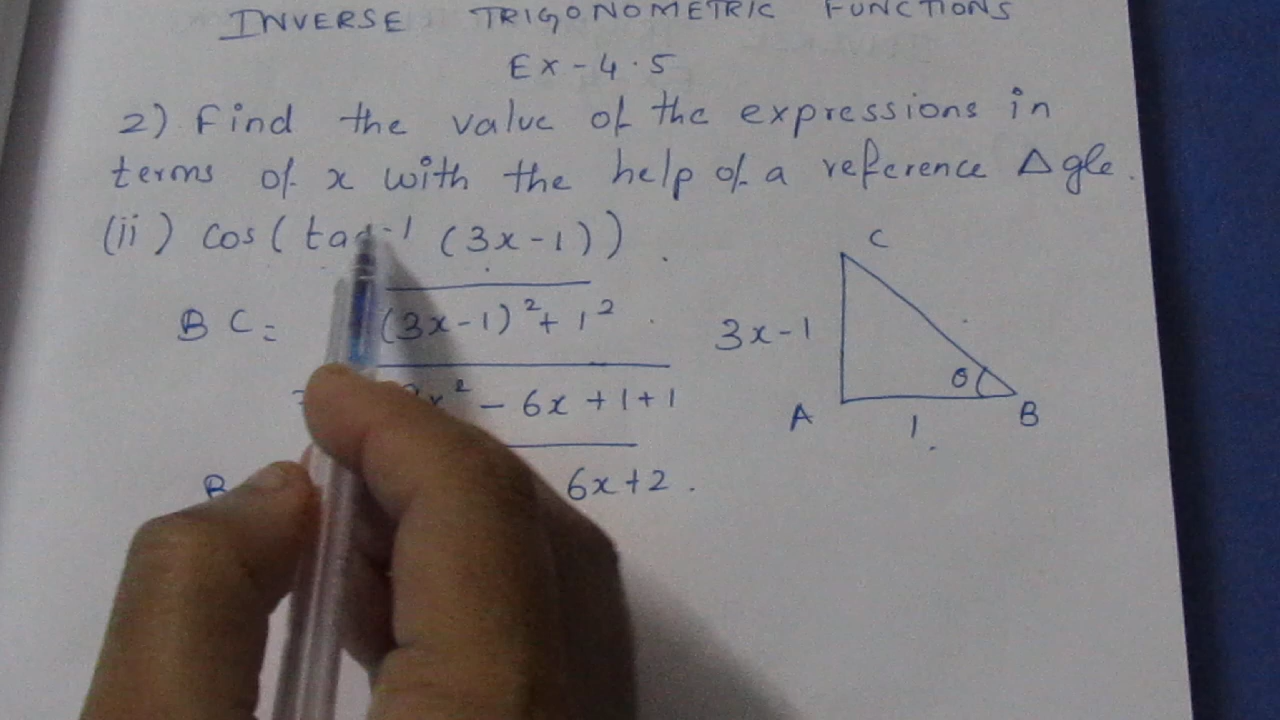 INVERSE TRIGONOMETRIC FUNCTIONS
Ex-4.5
2) Find the value of the expressions in
terms of x with the help of a reference Δgle.
(ii) cos(tan-1 (3x-1)).
C
BC = (3x-1)²+1²
3x-1
θ
- 6x+1+1
A
1
B
6x+2.